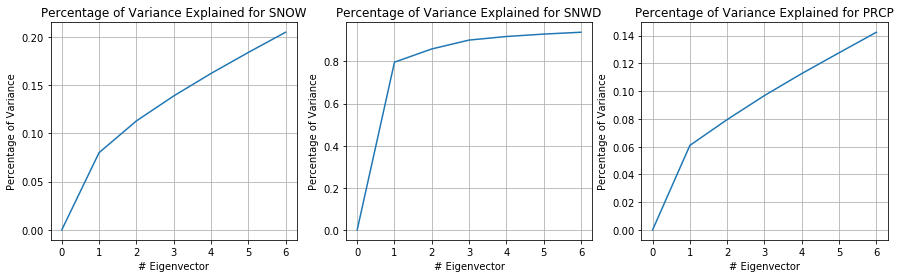 Percentage of Variance Explained for SNOW
Percentage of Variance
0.20
0.15
0.10
0.05
0.00
0 1 2 3 4 5 6
# Eigenvector
Percentage of Variance Explained for SNWD
Percentage of Variance
0.8
0.6
0.4
0.2
0.0
0 1 2 3 4 5 6
# Eigenvector
Percentage of Variance Explained for PRCP
Percentage of Variance
0.14
0.12
0.10
0.08
0.06
0.04
0.02
0.00
0 1 2 3 4 5 6
# Eigenvector